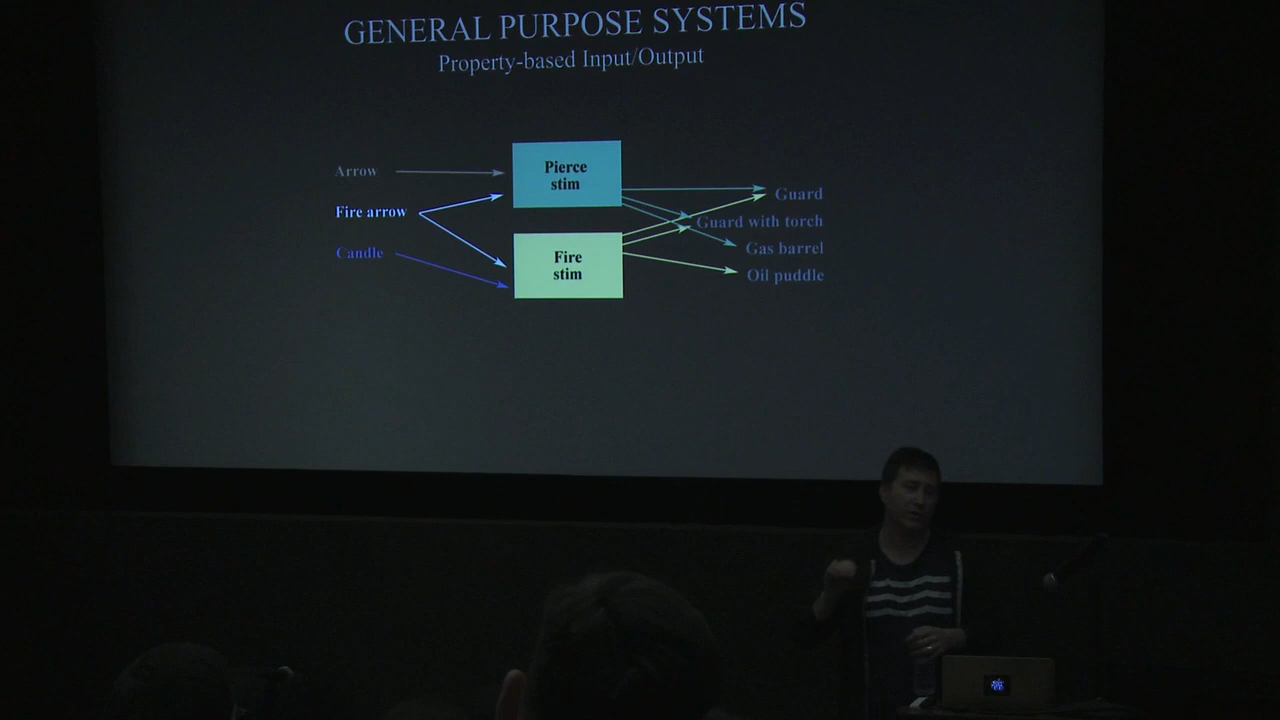 GENERAL PURPOSE SYSTEMS
Property-based Input/Output
Arrow
Fire arrow
Candle
Pierce
stim
Fire
stim
Guard
Guard with torch
Gas barrel
Oil puddle